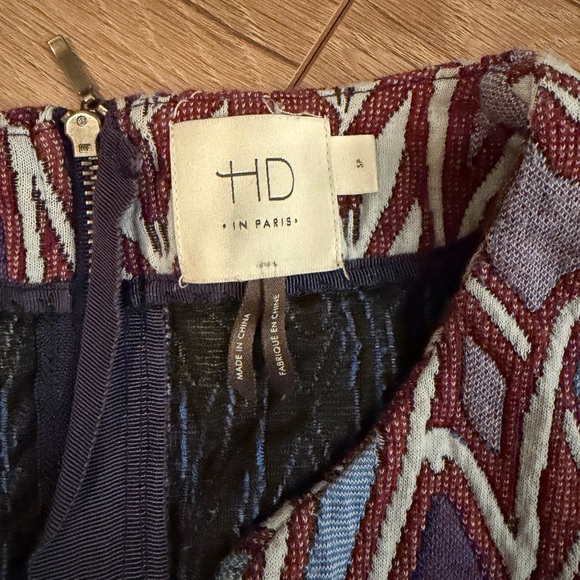 HD
• IN PARIS •
SP
MADE IN CHINA
FABRIQUÉ EN CHINE